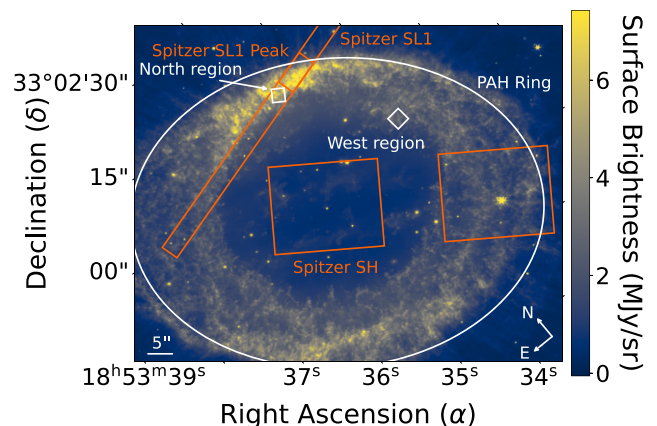 Spitzer SL1
Spitzer SL1 Peak
North region
PAH Ring
West region
Spitzer SH
5"
N
E
33°02'30"
15"
00"
18ʰ53ᵐ39ˢ
37ˢ
36ˢ
35ˢ
34ˢ
Declination (δ)
Right Ascension (α)
6
4
2
0
Surface Brightness (MJy/sr)